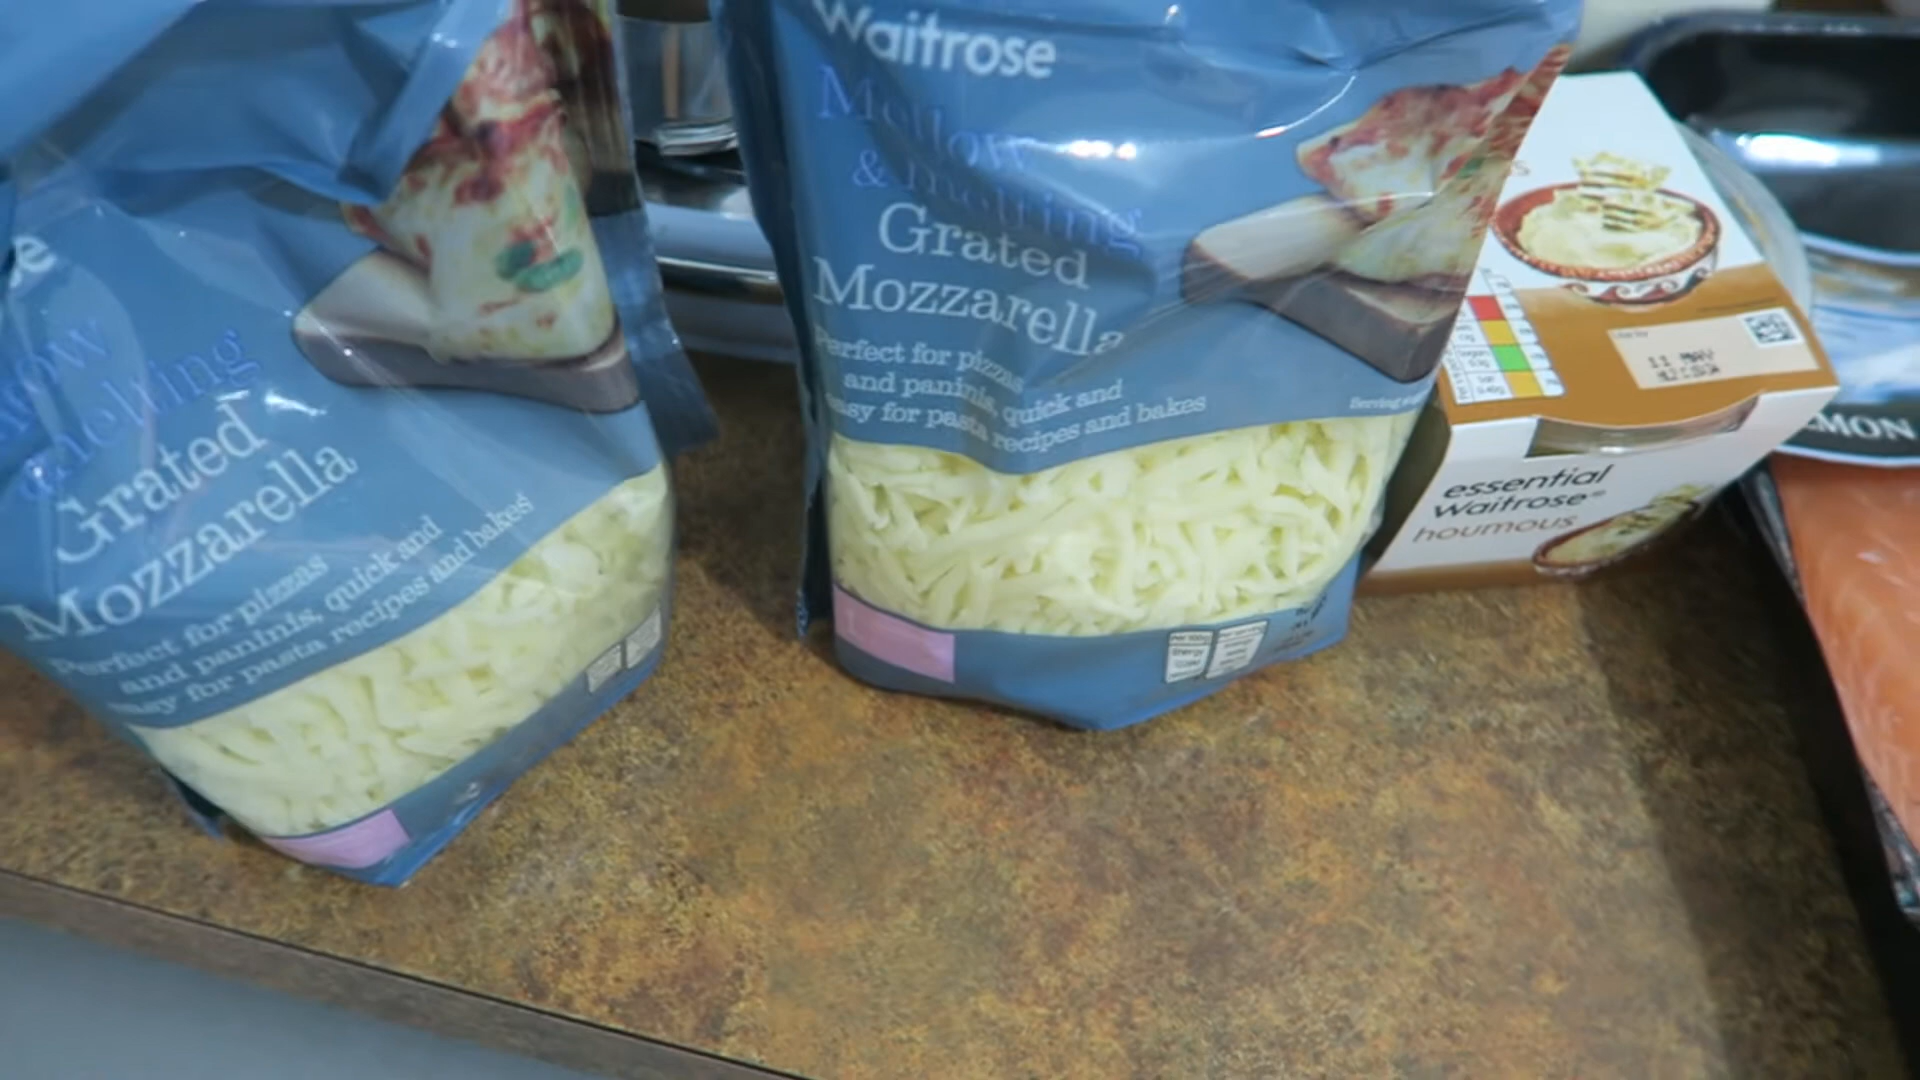 Grated
Mozzarella
Perfect for pizzas
and paninis, quick and
easy for pasta recipes and bakes
Waitrose
Mellow
& melting
Grated
Mozzarella
Perfect for pizzas
and paninis, quick and
easy for pasta recipes and bakes
11 MAY
essential
Waitrose
houmous